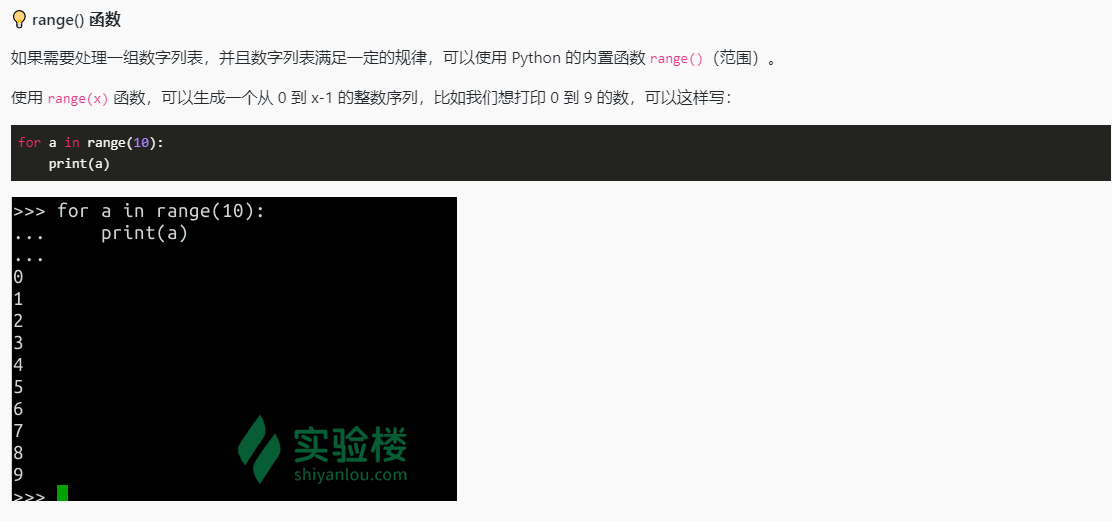 💡 range() 函数
如果需要处理一组数字列表，并且数字列表满足一定的规律，可以使用 Python 的内置函数 range()（范围）。
使用 range(x) 函数，可以生成一个从 0 到 x-1 的整数序列，比如我们想打印 0 到 9 的数，可以这样写：
for a in range(10):
    print(a)
>>> for a in range(10):
...     print(a)
...
0
1
2
3
4
5
6
7
8
9
>>>
实验楼
shiyanlou.com